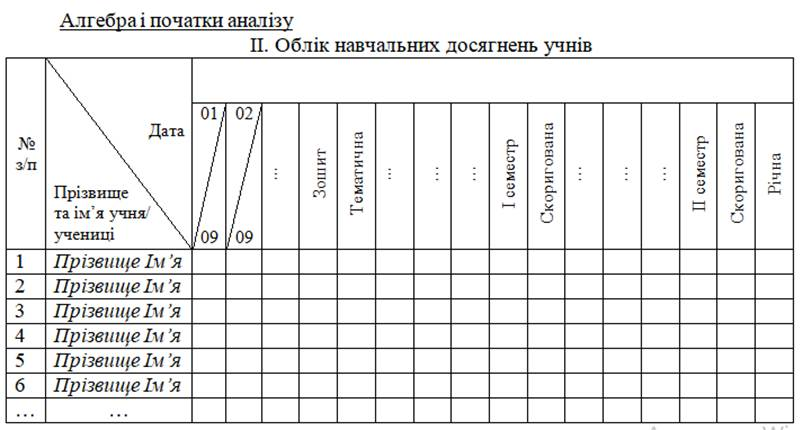 Алгебра і початки аналізу
ІІ. Облік навчальних досягнень учнів
№
з/п
Дата
Прізвище
та ім’я учня/
учениці
01
09
02
09
...
Зошит
Тематична
...
...
...
І семестр
Скоригована
...
...
...
ІІ семестр
Скоригована
Річна
1 Прізвище Ім’я
2 Прізвище Ім’я
3 Прізвище Ім’я
4 Прізвище Ім’я
5 Прізвище Ім’я
6 Прізвище Ім’я
... ...